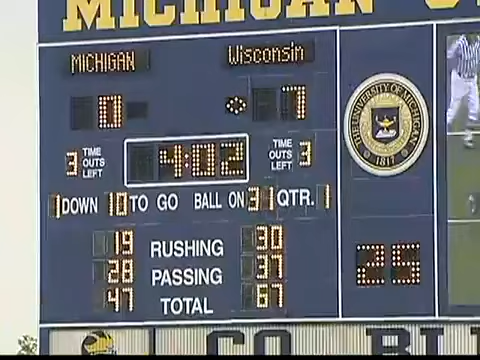 MICHIGAN
MICHIGAN Wisconsin
0 7
3 TIME OUTS LEFT 4:02 TIME OUTS LEFT 3
1 DOWN 10 TO GO BALL ON 31 QTR. 1
19 RUSHING 30
28 PASSING 37
47 TOTAL 67
THE UNIVERSITY OF MICHIGAN
1817
25
GO BLU